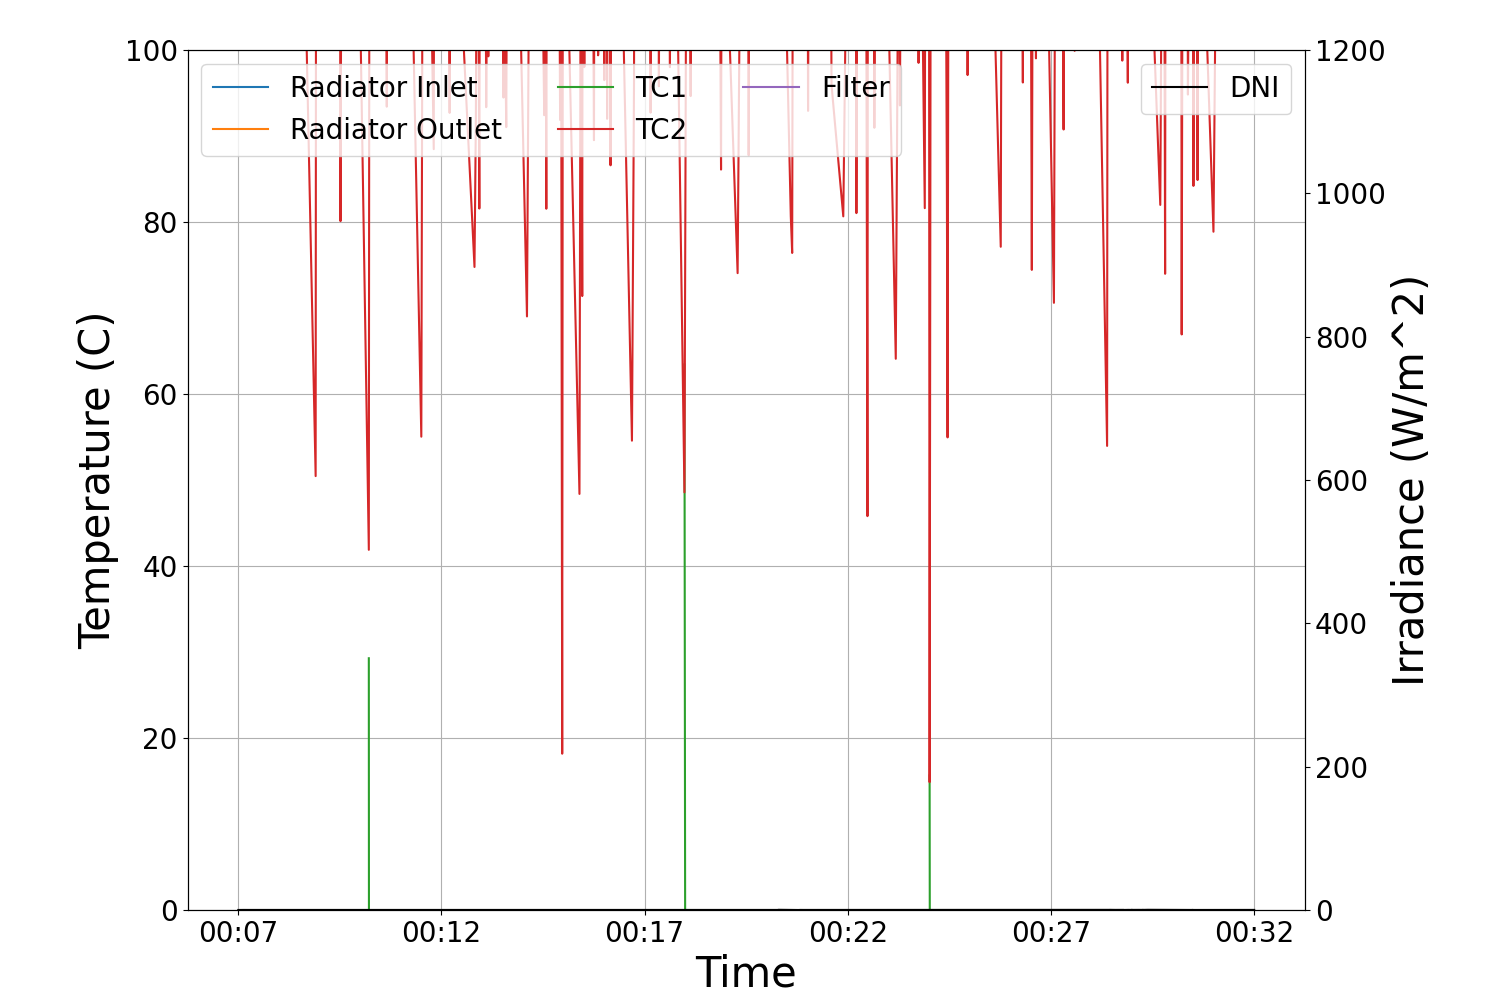 100
80
60
40
20
0
Temperature (C)
Radiator Inlet
Radiator Outlet
TC1
TC2
Filter
DNI
1200
1000
800
600
400
200
0
Irradiance (W/m^2)
00:07 00:12 00:17 00:22 00:27 00:32
Time